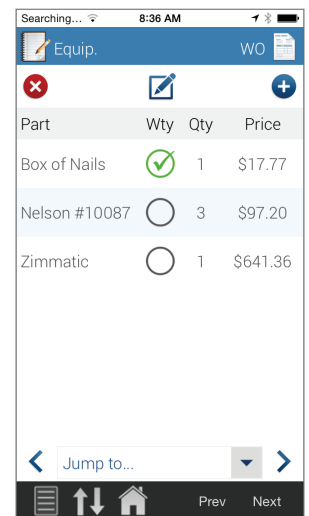 Searching... 8:36 AM
Equip. WO
Part Wty Qty Price
Box of Nails 1 $17.77
Nelson #10087 3 $97.20
Zimmatic 1 $641.36
Jump to...
Prev Next